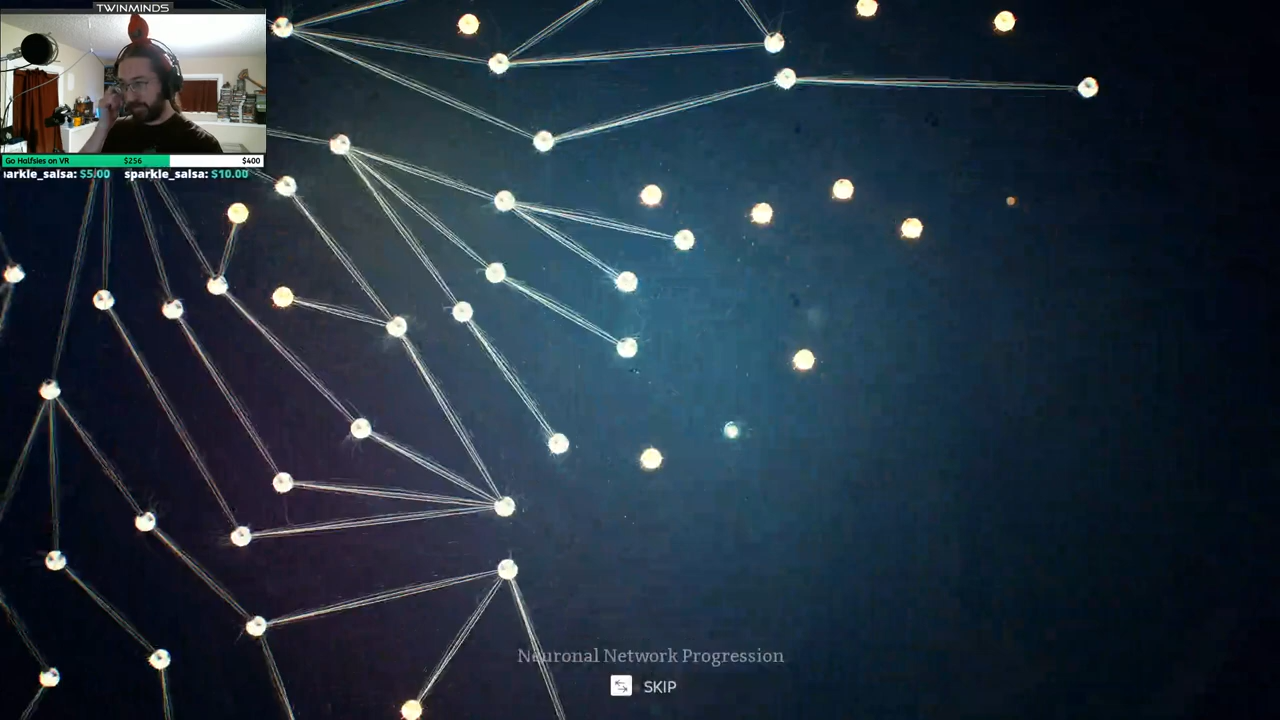 TWINMINDS
Go Halfsies on VR $256 $400
arkle_salsa: $5.00 sparkle_salsa: $10.00
Neuronal Network Progression
SKIP